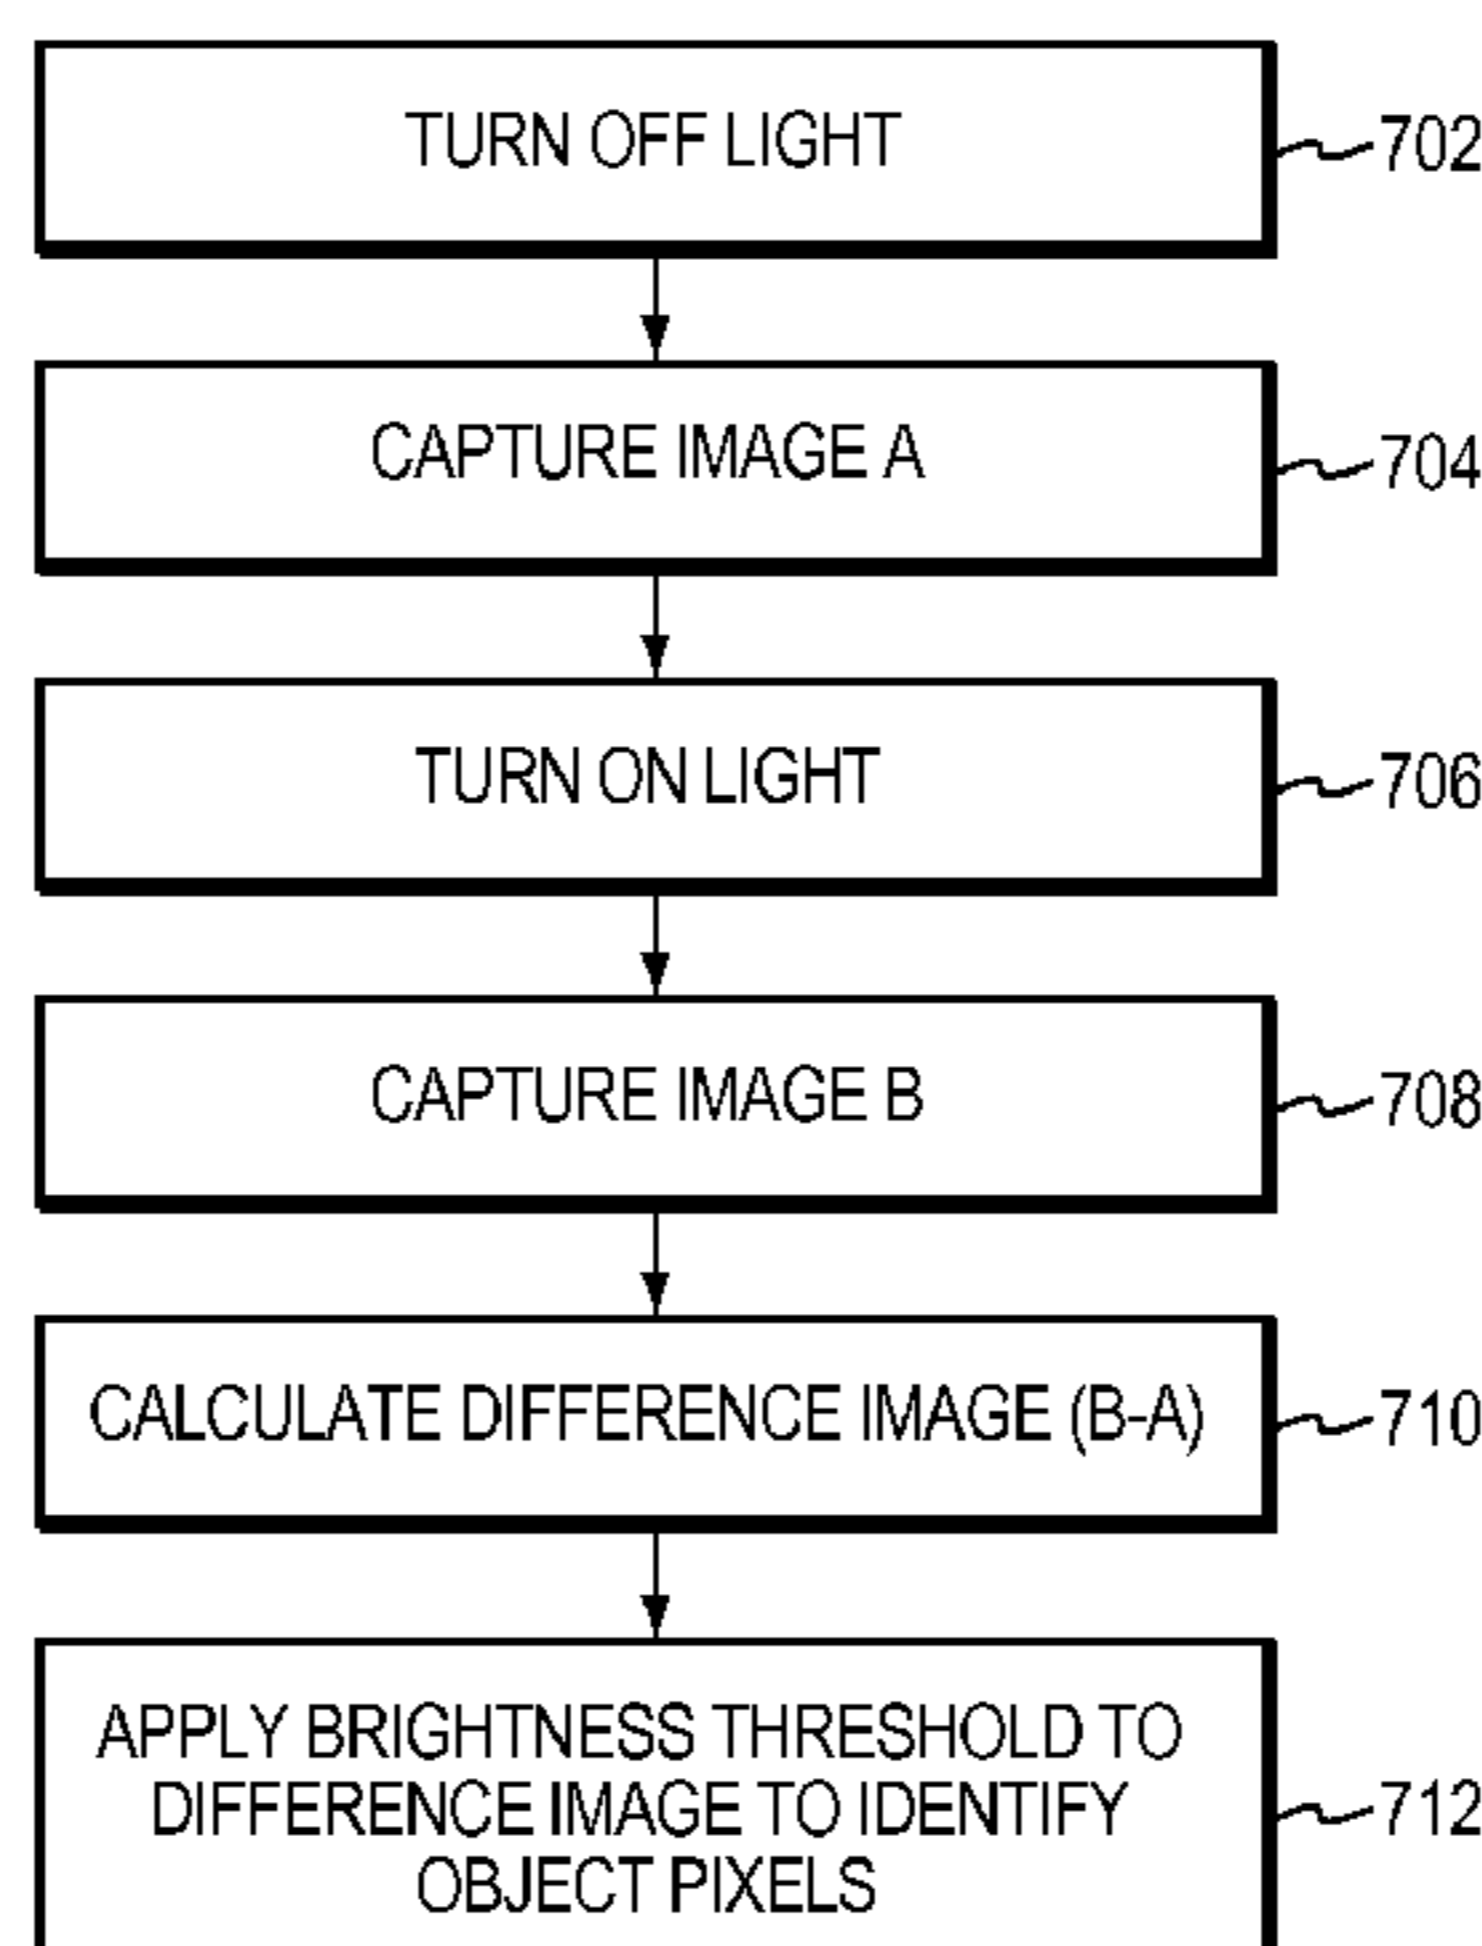 TURN OFF LIGHT
702
CAPTURE IMAGE A
704
TURN ON LIGHT
706
CAPTURE IMAGE B
708
CALCULATE DIFFERENCE IMAGE (B-A)
710
APPLY BRIGHTNESS THRESHOLD TO
DIFFERENCE IMAGE TO IDENTIFY
OBJECT PIXELS
712